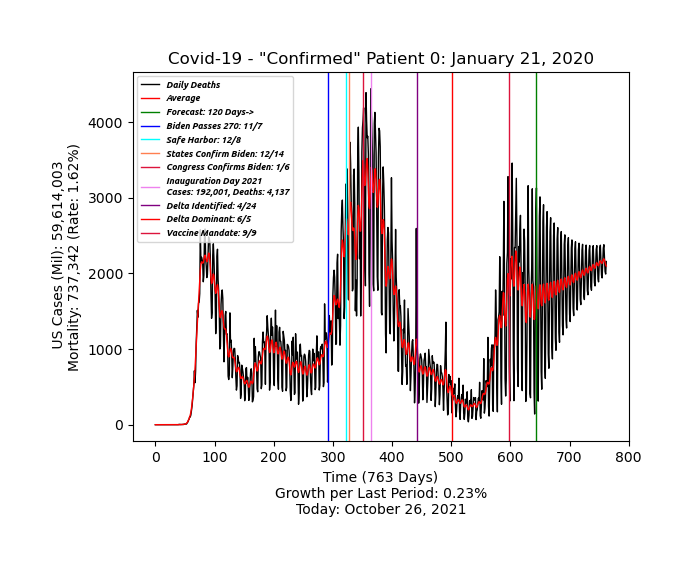 Covid-19 - "Confirmed" Patient 0: January 21, 2020
US Cases (Mil): 59,614,003
Mortality: 737,342 (Rate: 1.62%)
4000
3000
2000
1000
0
Daily Deaths
Average
Forecast: 120 Days->
Biden Passes 270: 11/7
Safe Harbor: 12/8
States Confirm Biden: 12/14
Congress Confirms Biden: 1/6
Inauguration Day 2021
Cases: 192,001, Deaths: 4,137
Delta Identified: 4/24
Delta Dominant: 6/5
Vaccine Mandate: 9/9
0 100 200 300 400 500 600 700 800
Time (763 Days)
Growth per Last Period: 0.23%
Today: October 26, 2021